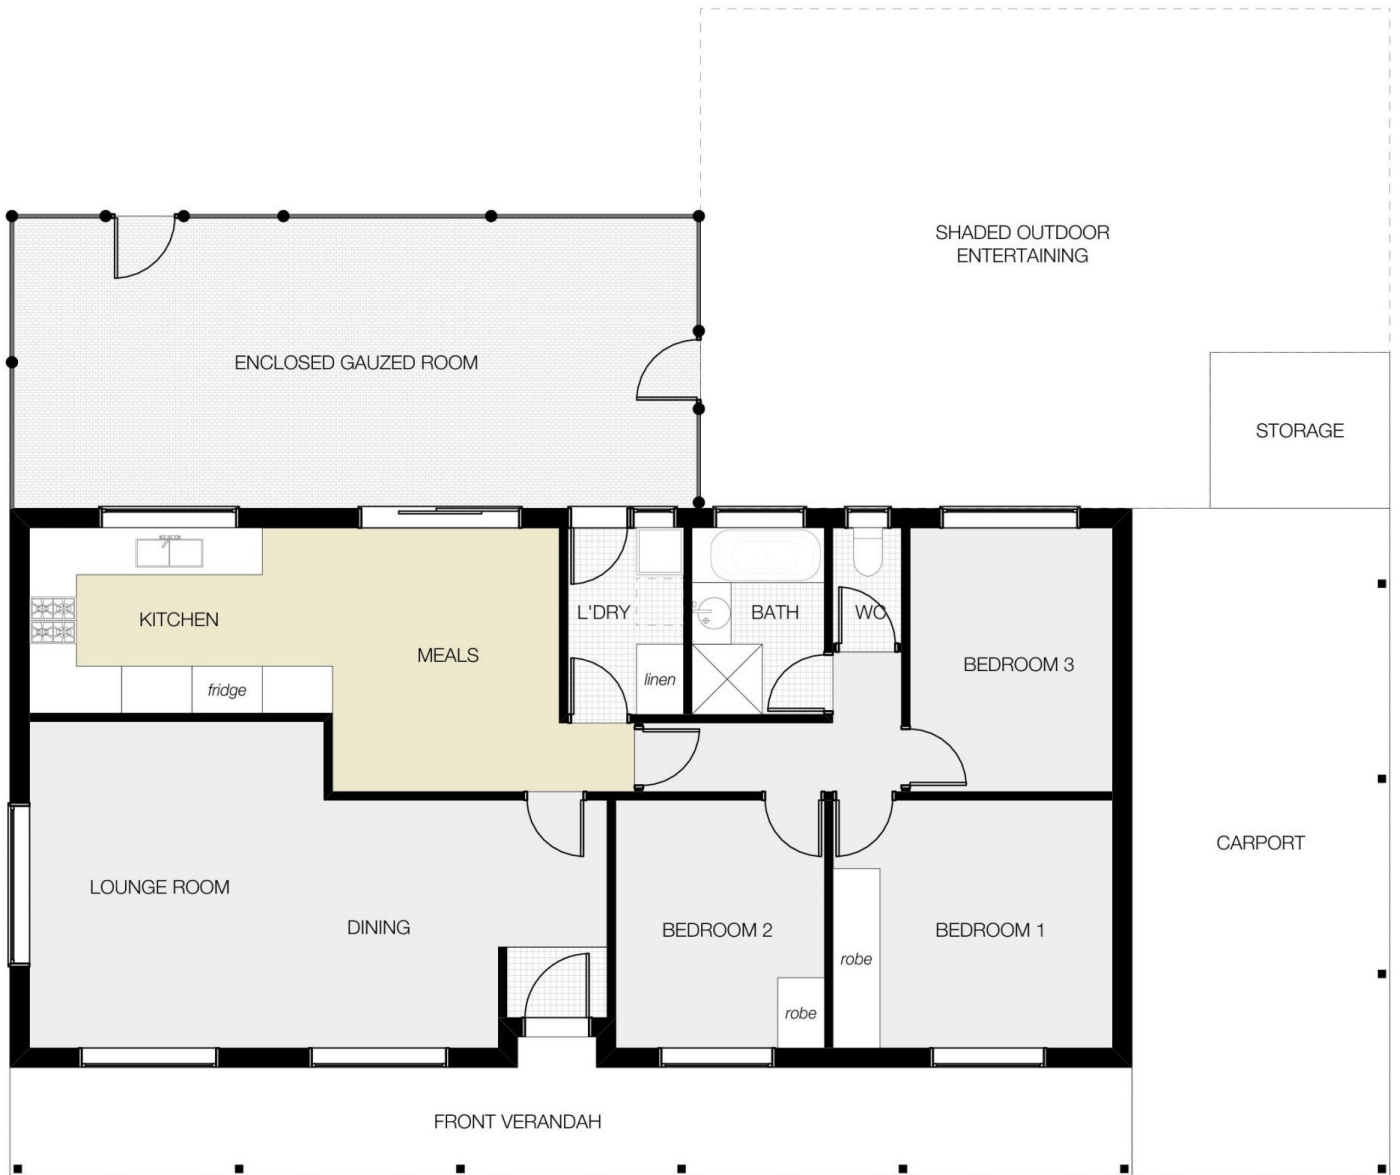 SHADED OUTDOOR
ENTERTAINING
ENCLOSED GAUZED ROOM
STORAGE
KITCHEN
L'DRY
BATH
WC
MEALS
BEDROOM 3
linen
fridge
CARPORT
LOUNGE ROOM
DINING
BEDROOM 2
BEDROOM 1
robe
robe
FRONT VERANDAH